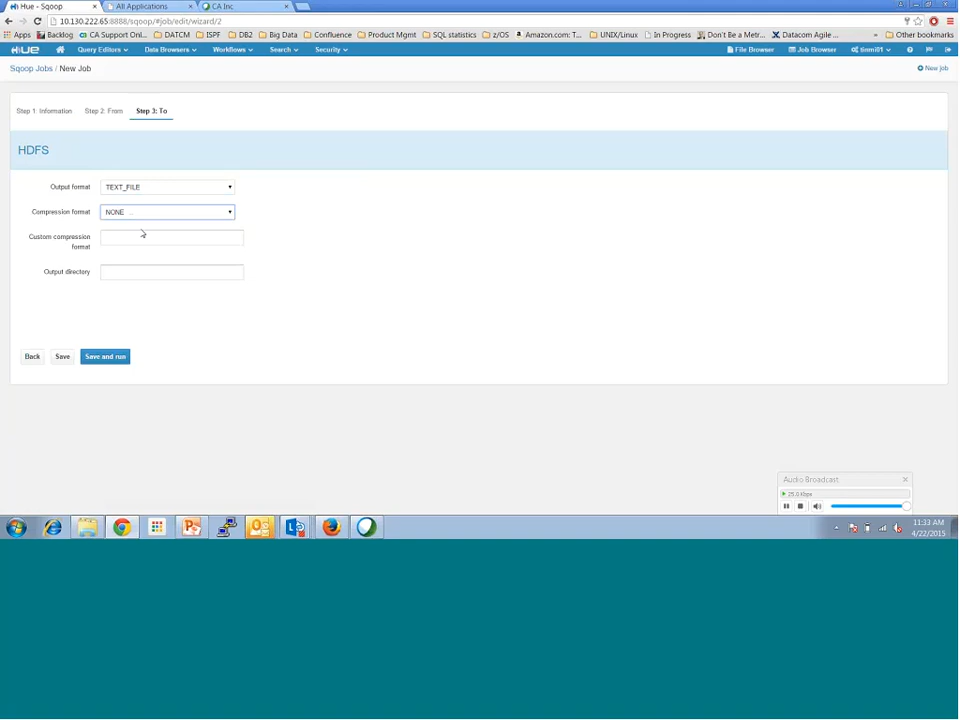 Hue - Sqoop All Applications CA Inc
10.130.222.65:8888/sqoop/#job/edit/wizard/2
Apps Backlog CA Support Onl... DATCM ISPF DB2 Big Data Confluence Product Mgmt SQL statistics z/OS Amazon.com: T... UNIX/Linux In Progress Don't Be a Metr... Datacom Agile ... » Other bookmarks
HUE Query Editors Data Browsers Workflows Search Security File Browser Job Browser tinmi01
Sqoop Jobs / New Job New job
Step 1: Information Step 2: From Step 3: To
HDFS
Output format TEXT_FILE
Compression format NONE
Custom compression
format
Output directory
Back Save Save and run
Audio Broadcast
25.0 Kbps
11:33 AM
4/22/2015